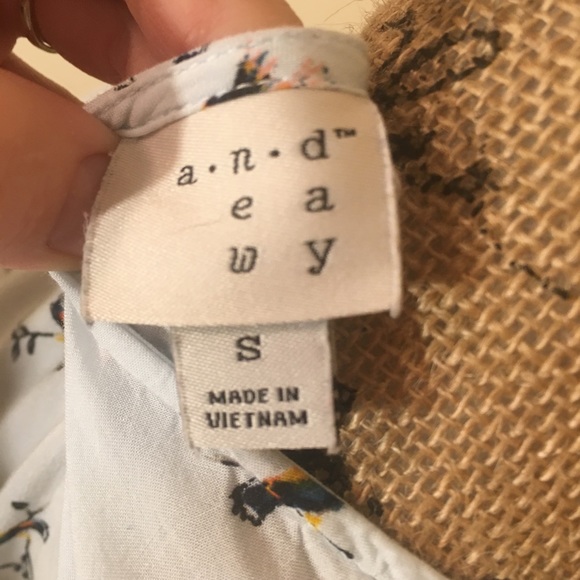 a·n·d™
e a
w y
S
MADE IN
VIETNAM